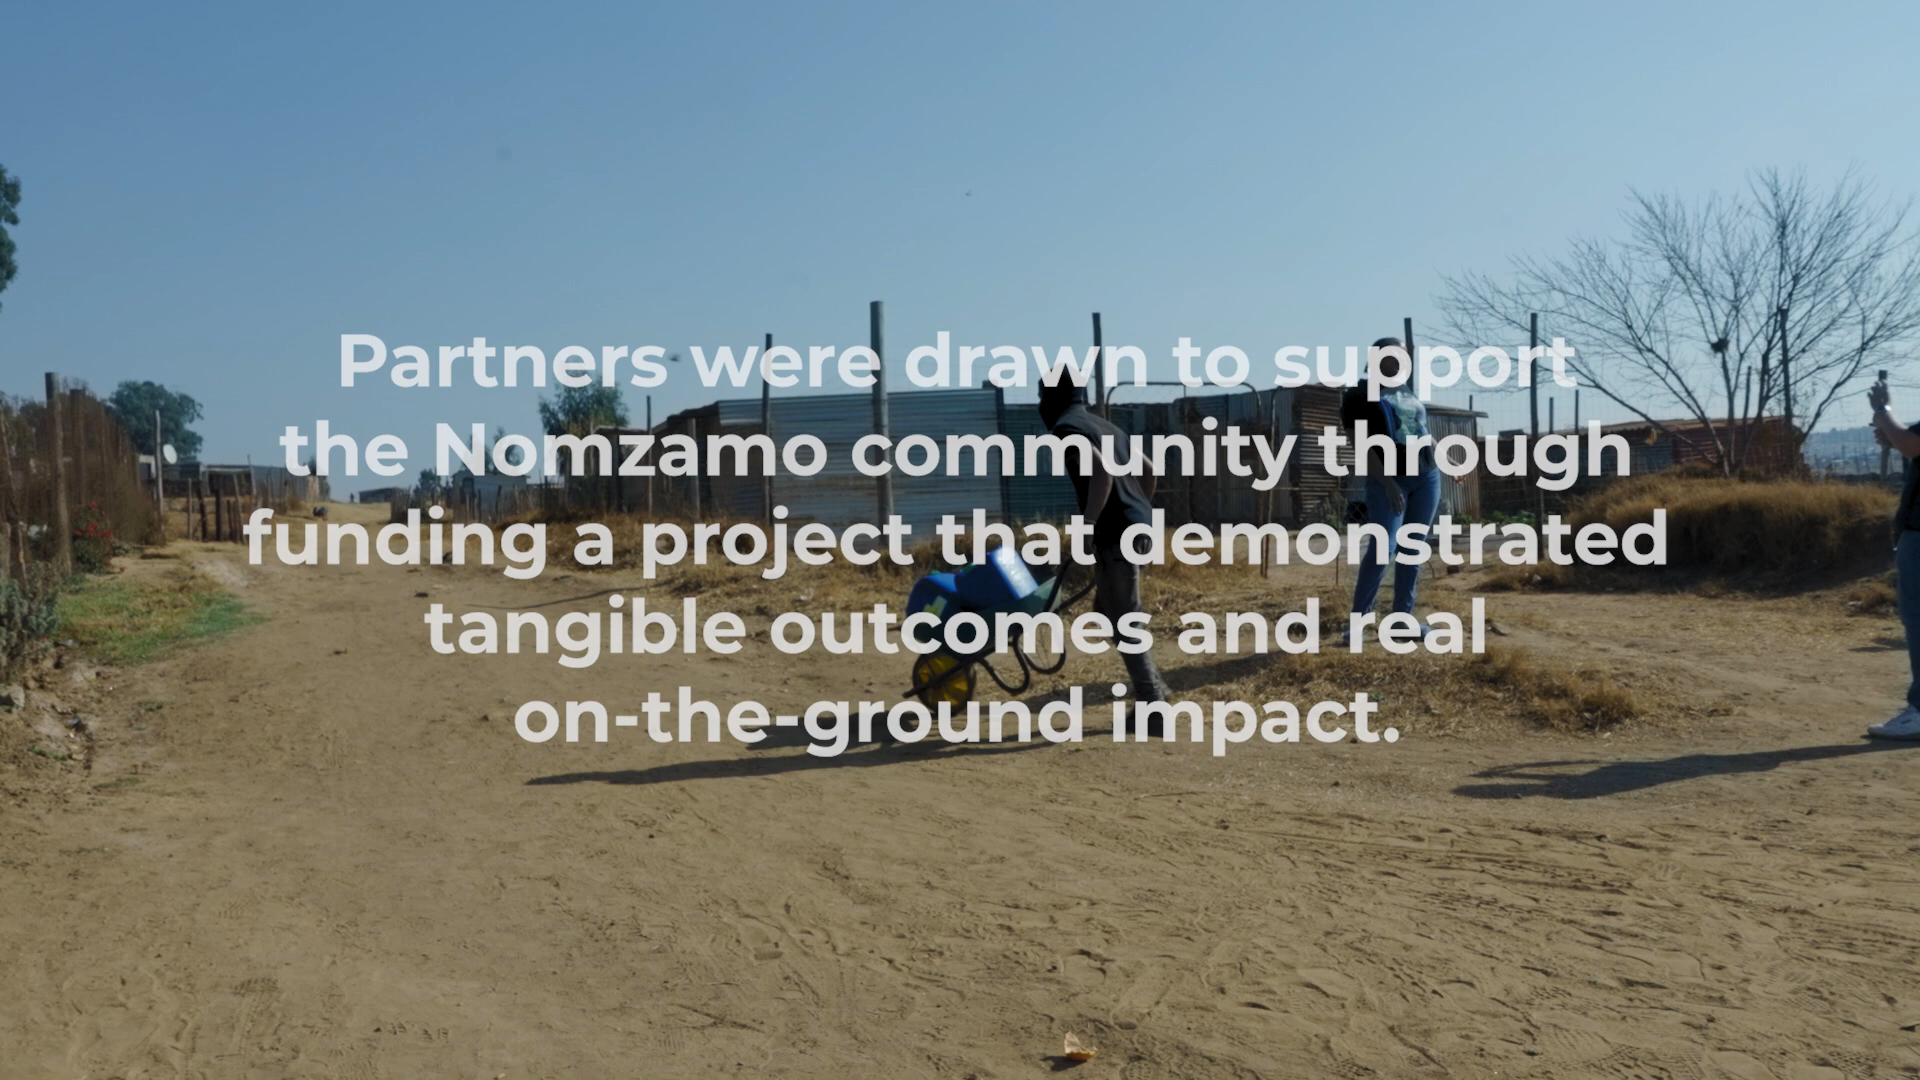 Partners were drawn to support
the Nomzamo community through
funding a project that demonstrated
tangible outcomes and real
on-the-ground impact.